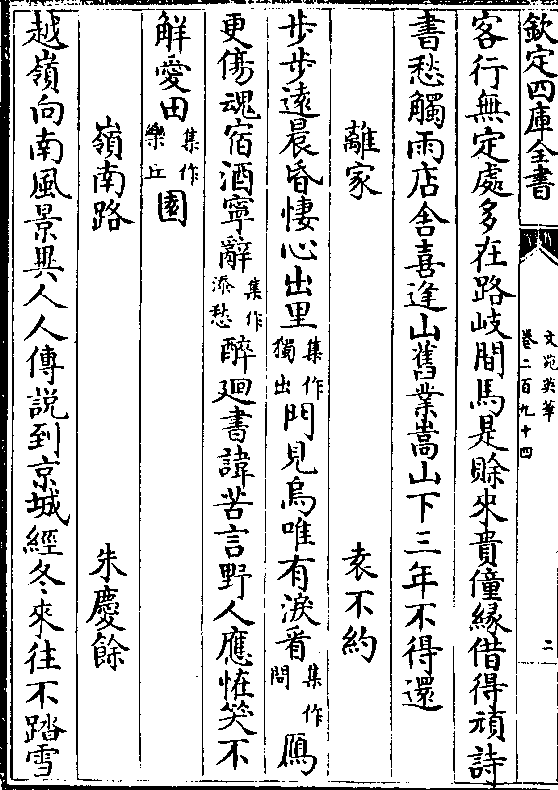 欽定四庫全書
文苑英華
卷二百九十四
二
客行無定處多在路岐間馬是賒來貴僮緣借得頑詩
書愁觸雨店舍喜逢山舊業嵩山下三年不得還
離家 袁不約
步步遠晨昏悽心出里集作獨出門見烏唯有淚看集作問鴈
更傷魂宿酒寧辭集作添愁醉廻書諱苦言野人應恠笑不
解愛田集作樂丘園
嶺南路 朱慶餘
越嶺向南風景異人人傳説到京城經冬來往不踏雪